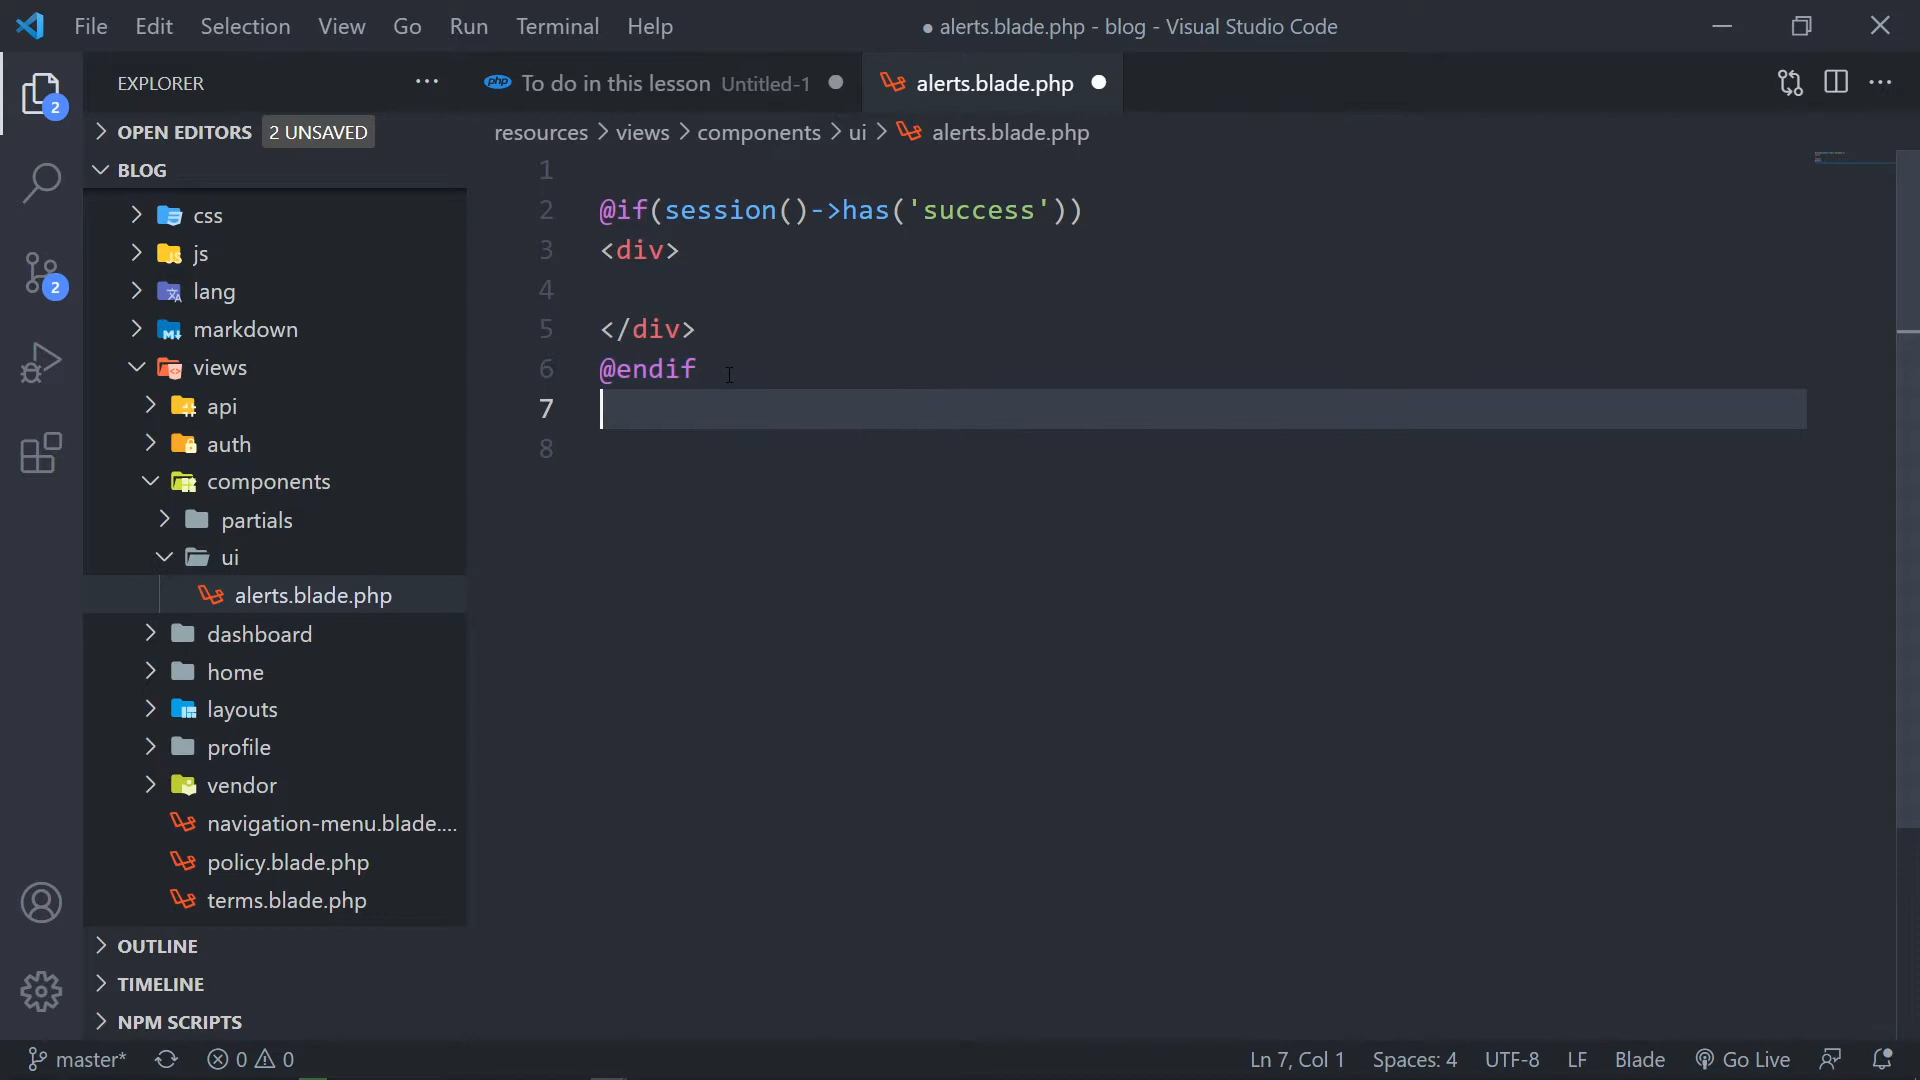 File Edit Selection View Go Run Terminal Help
● alerts.blade.php - blog - Visual Studio Code
EXPLORER ···
php To do in this lesson Untitled-1
alerts.blade.php
OPEN EDITORS 2 UNSAVED
resources > views > components > ui > alerts.blade.php
BLOG
css
js
lang
markdown
views
api
auth
components
partials
ui
alerts.blade.php
dashboard
home
layouts
profile
vendor
navigation-menu.blade....
policy.blade.php
terms.blade.php
OUTLINE
TIMELINE
NPM SCRIPTS
2
2
1
2 @if(session()->has('success'))
3 <div>
4
5 </div>
6 @endif
7
8
master* 0 0
Ln 7, Col 1 Spaces: 4 UTF-8 LF Blade Go Live